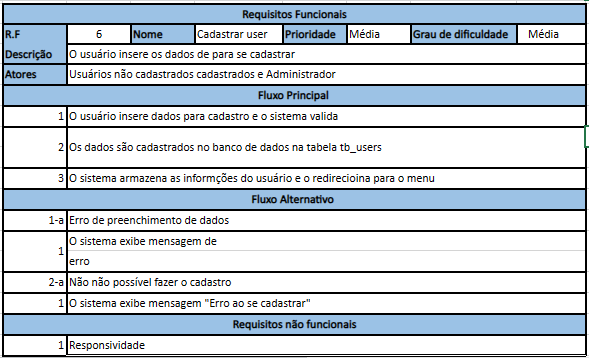 Requisitos Funcionais
R.F 6 Nome Cadastrar user Prioridade Média Grau de dificuldade Média
Descrição O usuário insere os dados de para se cadastrar
Atores Usuários não cadastrados cadastrados e Administrador
Fluxo Principal
1 O usuário insere dados para cadastro e o sistema valida
2 Os dados são cadastrados no banco de dados na tabela tb_users
3 O sistema armazena as informções do usuário e o redirecioina para o menu
Fluxo Alternativo
1-a Erro de preenchimento de dados
1 O sistema exibe mensagem de
erro
2-a Não não possível fazer o cadastro
1 O sistema exibe mensagem "Erro ao se cadastrar"
Requisitos não funcionais
1 Responsividade